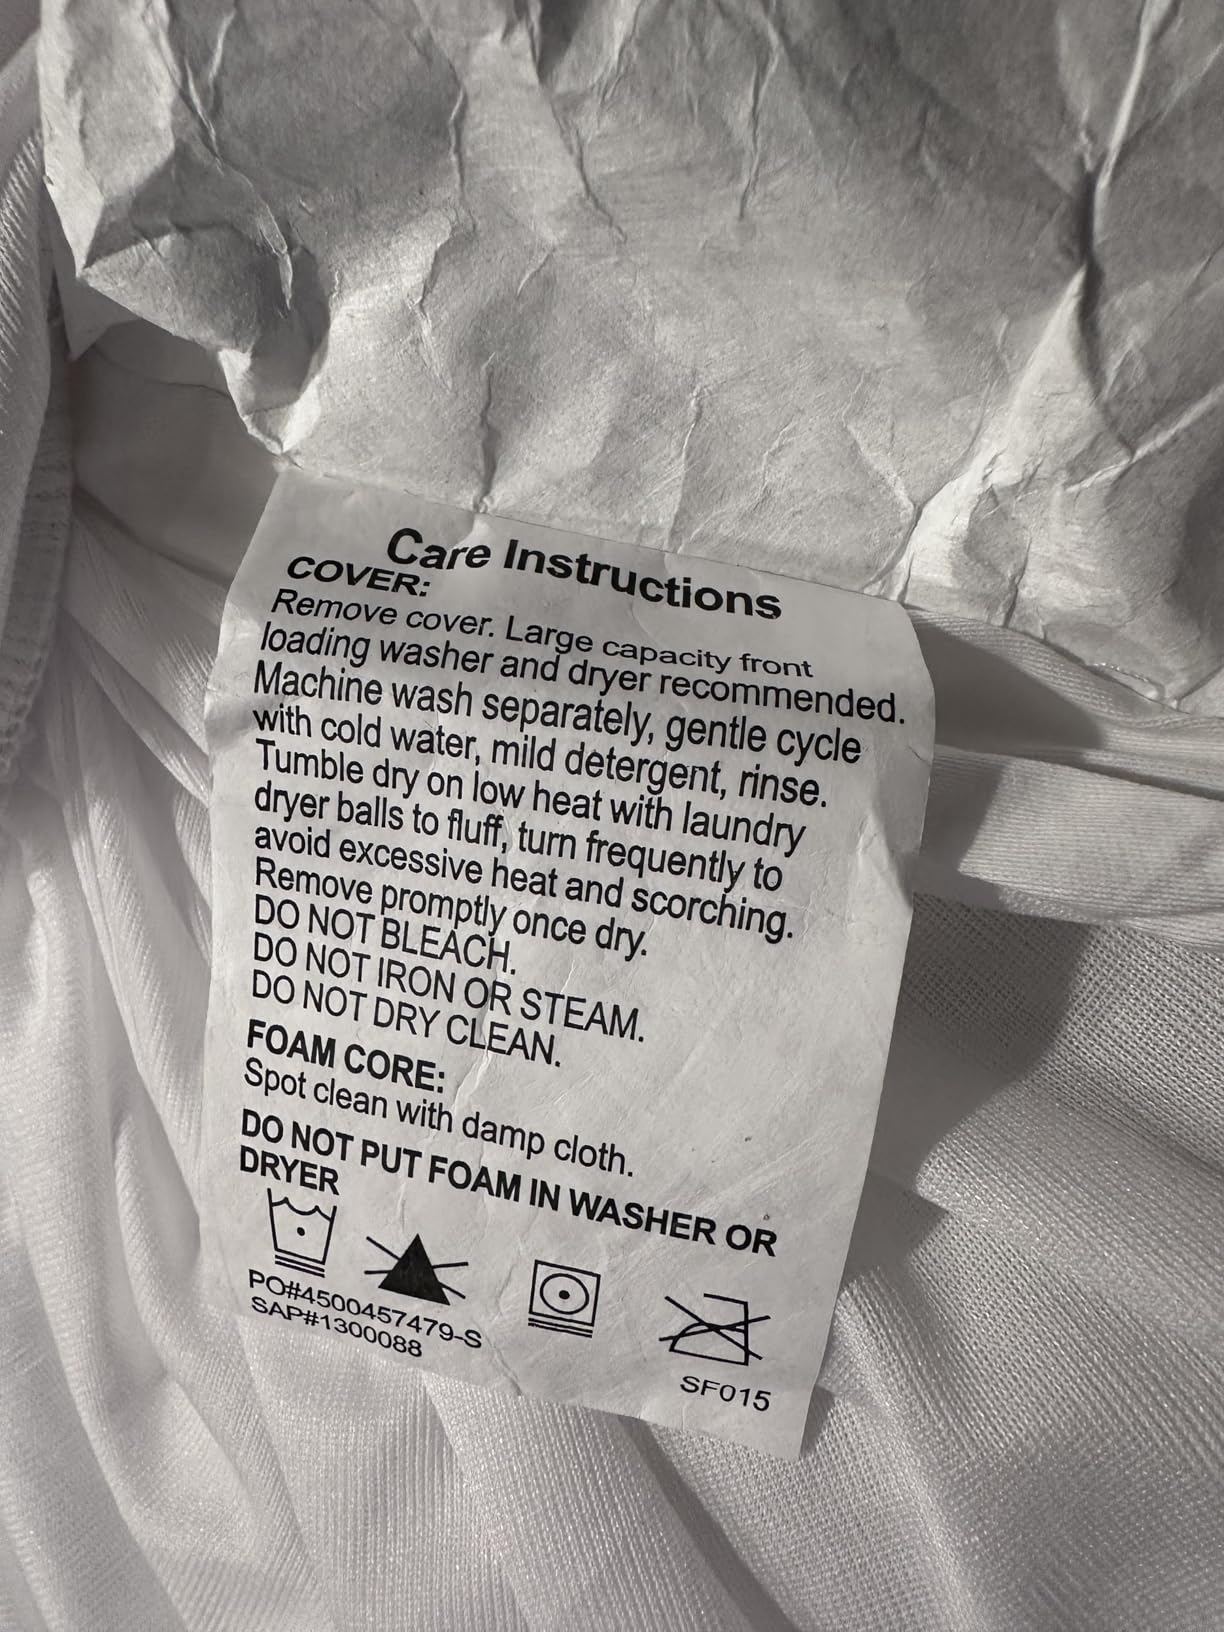 Care Instructions
COVER:
Remove cover. Large capacity front
loading washer and dryer recommended.
Machine wash separately, gentle cycle
with cold water, mild detergent, rinse.
Tumble dry on low heat with laundry
dryer balls to fluff, turn frequently to
avoid excessive heat and scorching.
Remove promptly once dry.
DO NOT BLEACH.
DO NOT IRON OR STEAM.
DO NOT DRY CLEAN.
FOAM CORE:
Spot clean with damp cloth.
DO NOT PUT FOAM IN WASHER OR
DRYER
PO#4500457479-S
SAP#1300088
SF015